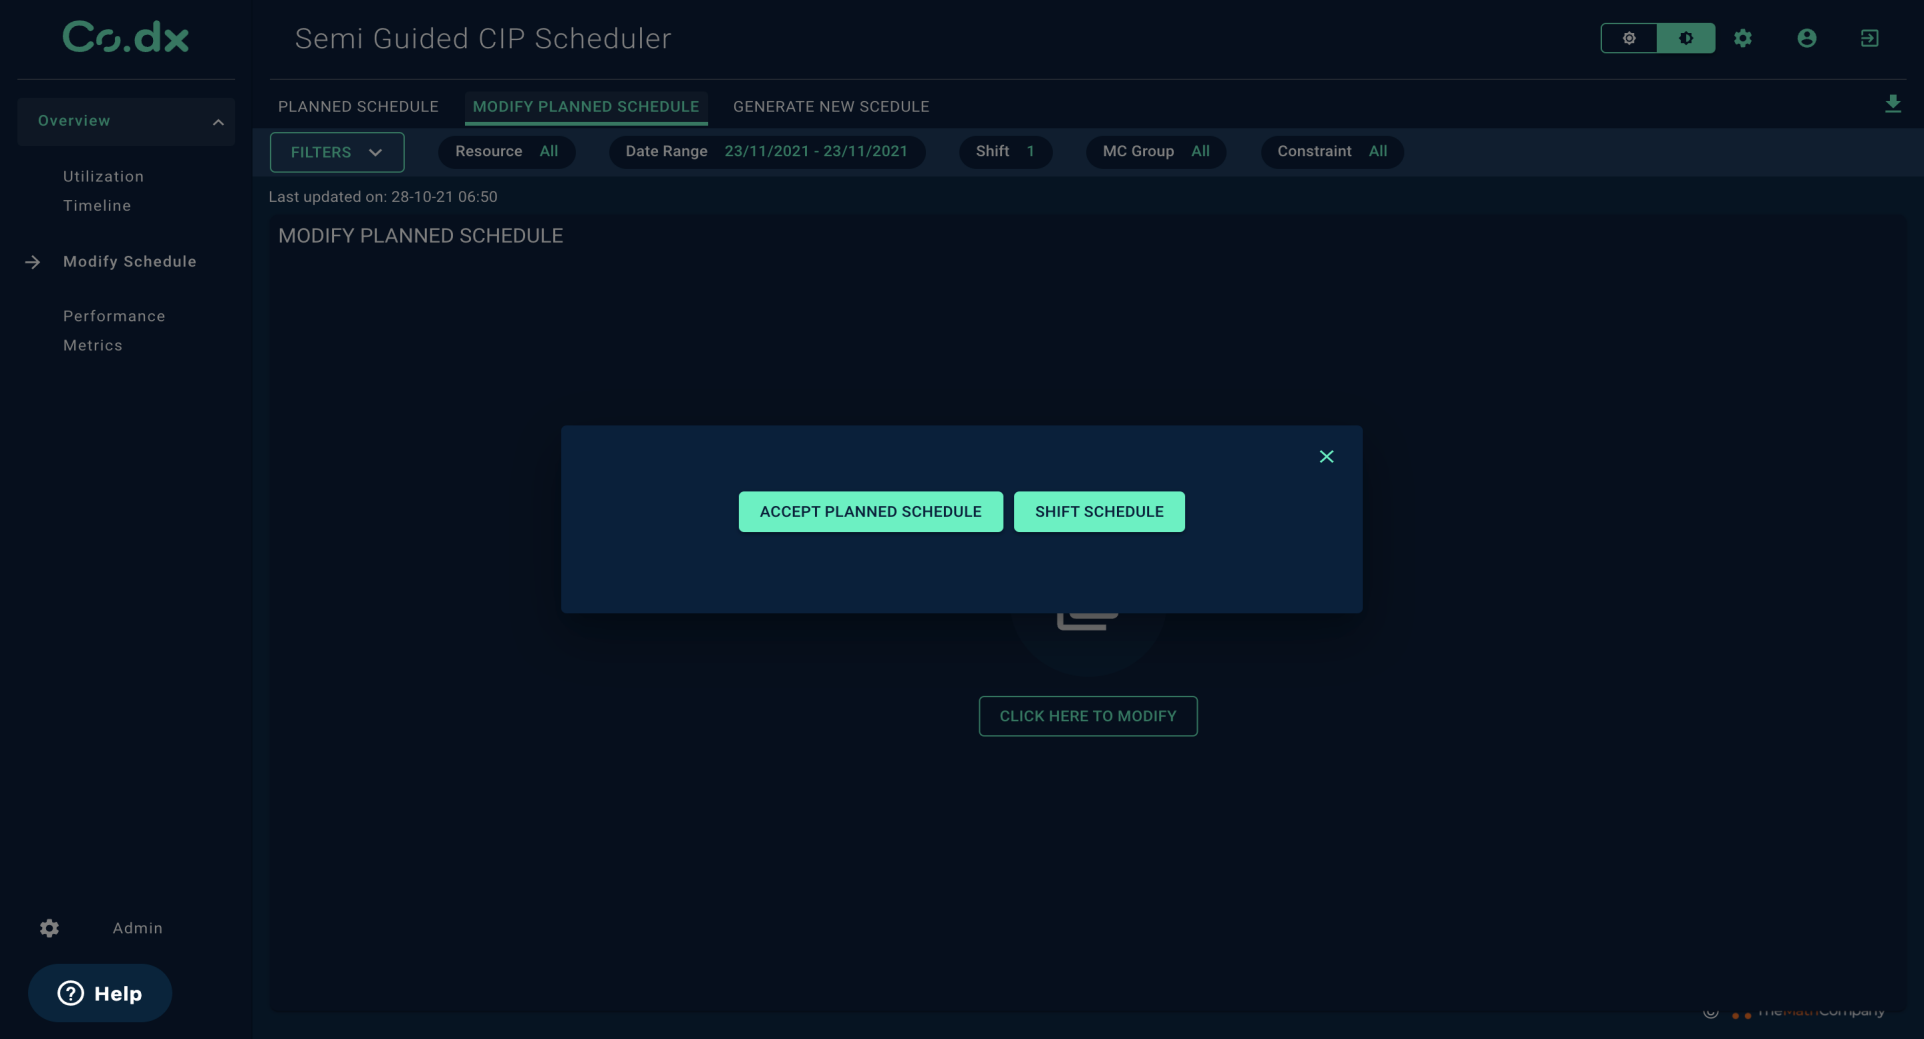 Co.dx
Semi Guided CIP Scheduler
Overview
PLANNED SCHEDULE
MODIFY PLANNED SCHEDULE
GENERATE NEW SCEDULE
FILTERS
Resource All
Date Range 23/11/2021 - 23/11/2021
Shift 1
MC Group All
Constraint All
Utilization
Timeline
Last updated on: 28-10-21 06:50
MODIFY PLANNED SCHEDULE
Modify Schedule
Performance
Metrics
ACCEPT PLANNED SCHEDULE
SHIFT SCHEDULE
CLICK HERE TO MODIFY
Admin
? Help
© TheMathCompany